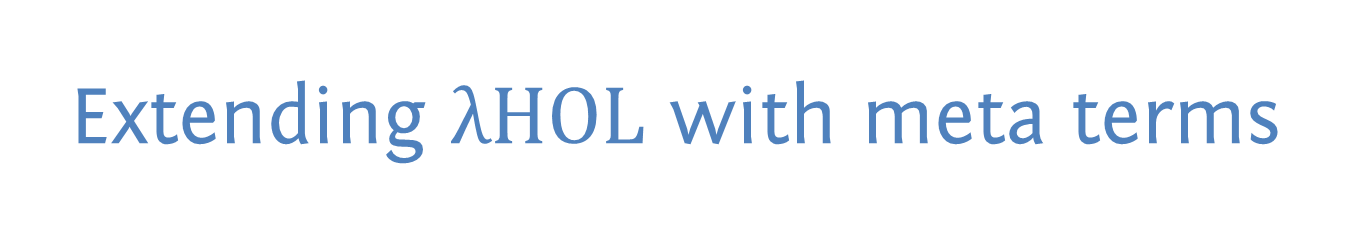 Extending λHOL with meta terms